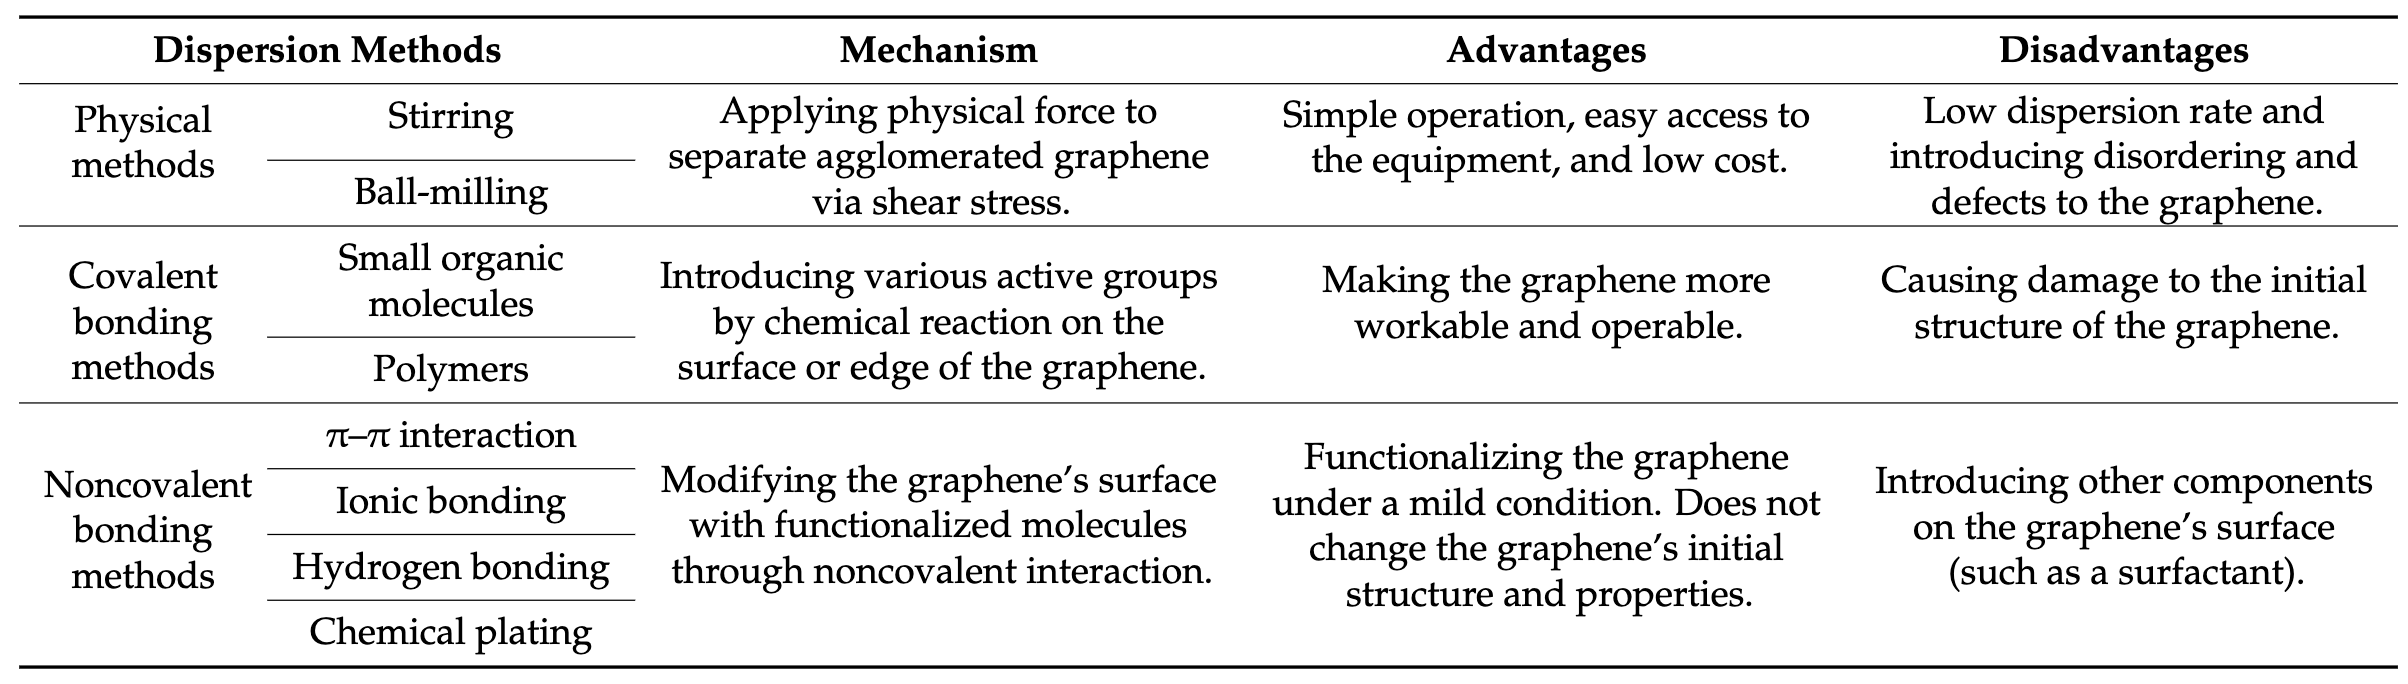 Dispersion Methods Mechanism Advantages Disadvantages
Physical
methods
Stirring
Ball-milling
Applying physical force to
separate agglomerated graphene
via shear stress.
Simple operation, easy access to
the equipment, and low cost.
Low dispersion rate and
introducing disordering and
defects to the graphene.
Covalent
bonding
methods
Small organic
molecules
Polymers
Introducing various active groups
by chemical reaction on the
surface or edge of the graphene.
Making the graphene more
workable and operable.
Causing damage to the initial
structure of the graphene.
Noncovalent
bonding
methods
π–π interaction
Ionic bonding
Hydrogen bonding
Chemical plating
Modifying the graphene’s surface
with functionalized molecules
through noncovalent interaction.
Functionalizing the graphene
under a mild condition. Does not
change the graphene’s initial
structure and properties.
Introducing other components
on the graphene’s surface
(such as a surfactant).